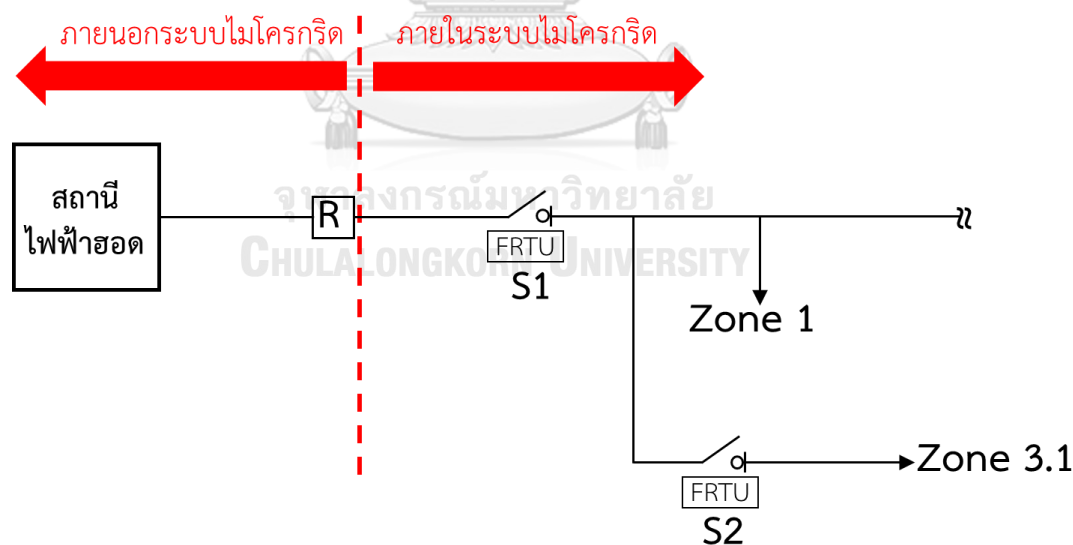 ภายนอกระบบไมโครกริด
ภายในระบบไมโครกริด
สถานี
ไฟฟ้าฮอด
R
จุฬาลงกรณ์มหาวิทยาลัย
CHULALONGKORN UNIVERSITY
FRTU
S1
Zone 1
Zone 3.1
FRTU
S2